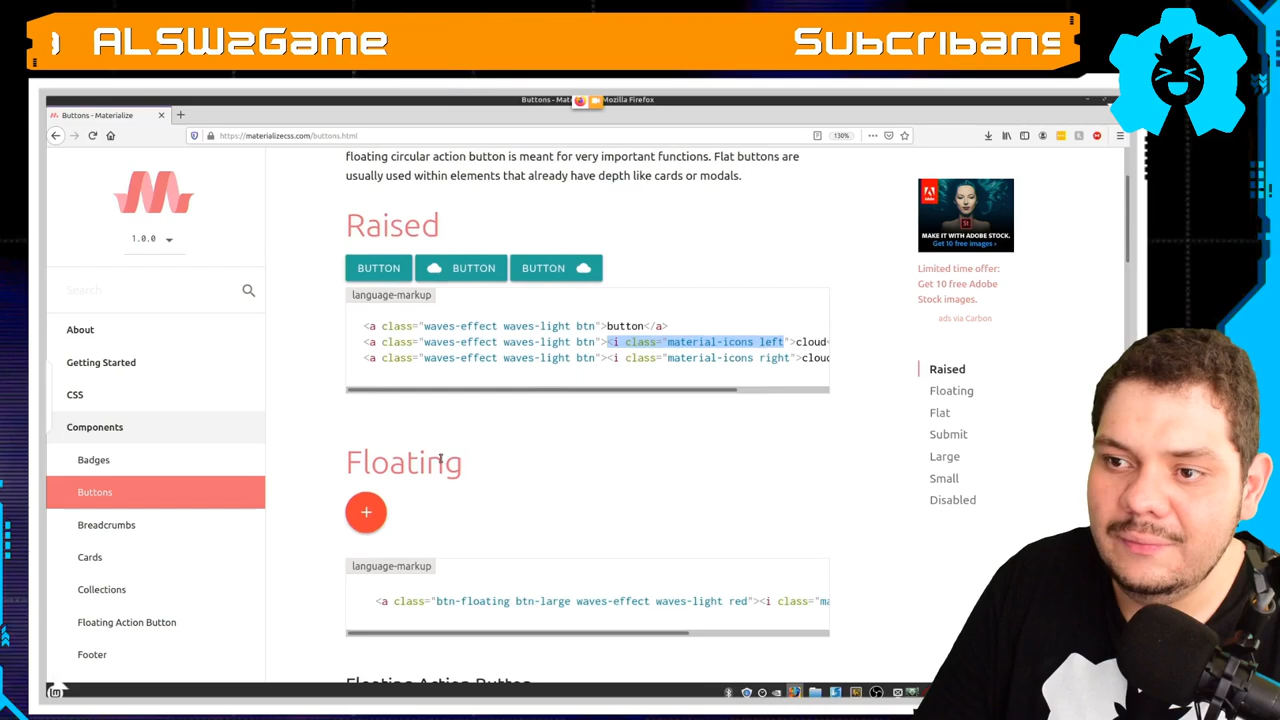 ALSW2Game
Subcribans
Buttons - Mate
Mozilla Firefox
Buttons - Materialize
https://materializecss.com/buttons.html
130%
floating circular action button is meant for very important functions. Flat buttons are
usually used within elements that already have depth like cards or modals.
1.0.0
Search
About
Getting Started
CSS
Components
Badges
Buttons
Breadcrumbs
Cards
Collections
Floating Action Button
Footer
Raised
BUTTON
BUTTON
BUTTON
language-markup
<a class="waves-effect waves-light btn">button</a>
<a class="waves-effect waves-light btn"><i class="material-icons left">cloud<
<a class="waves-effect waves-light btn"><i class="material-icons right">cloud
Floating
+
language-markup
<a class="btn-floating btn-large waves-effect waves-light red"><i class="ma
Floating Action Button
Adobe
St
MAKE IT WITH ADOBE STOCK.
Get 10 free images ›
Limited time offer:
Get 10 free Adobe
Stock images.
ads via Carbon
Raised
Floating
Flat
Submit
Large
Small
Disabled